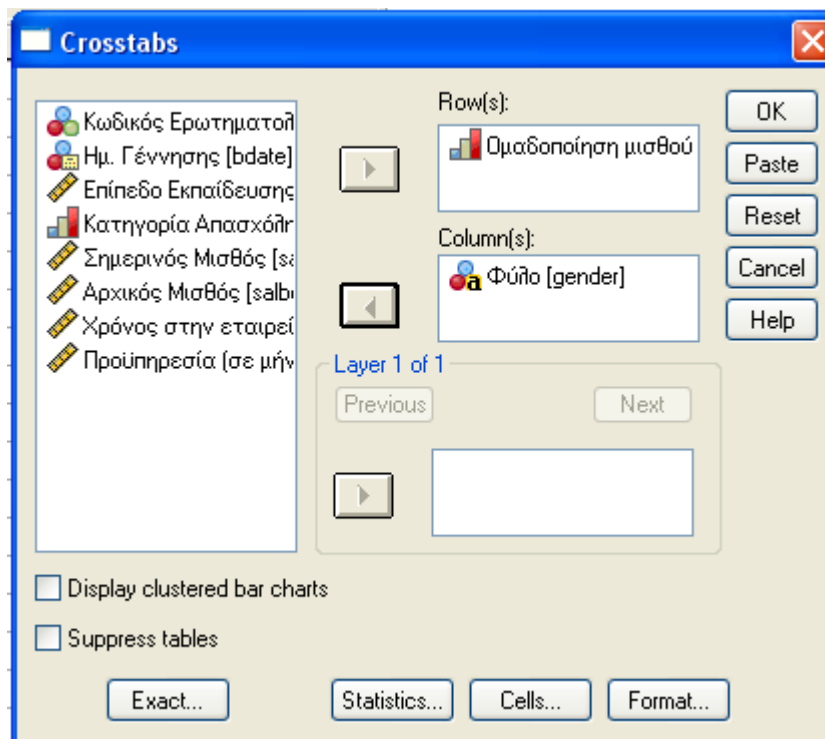 Crosstabs
Κωδικός Ερωτηματολ
Ημ. Γέννησης [bdate]
Επίπεδο Εκπαίδευσης
Κατηγορία Απασχόλη
Σημερινός Μισθός [sa
Αρχικός Μισθός [salb
Χρόνος στην εταιρεί
Προϋπηρεσία (σε μήν
Row(s):
Ομαδοποίηση μισθού
Column(s):
Φύλο [gender]
Layer 1 of 1
Previous
Next
OK
Paste
Reset
Cancel
Help
Display clustered bar charts
Suppress tables
Exact...
Statistics...
Cells...
Format...